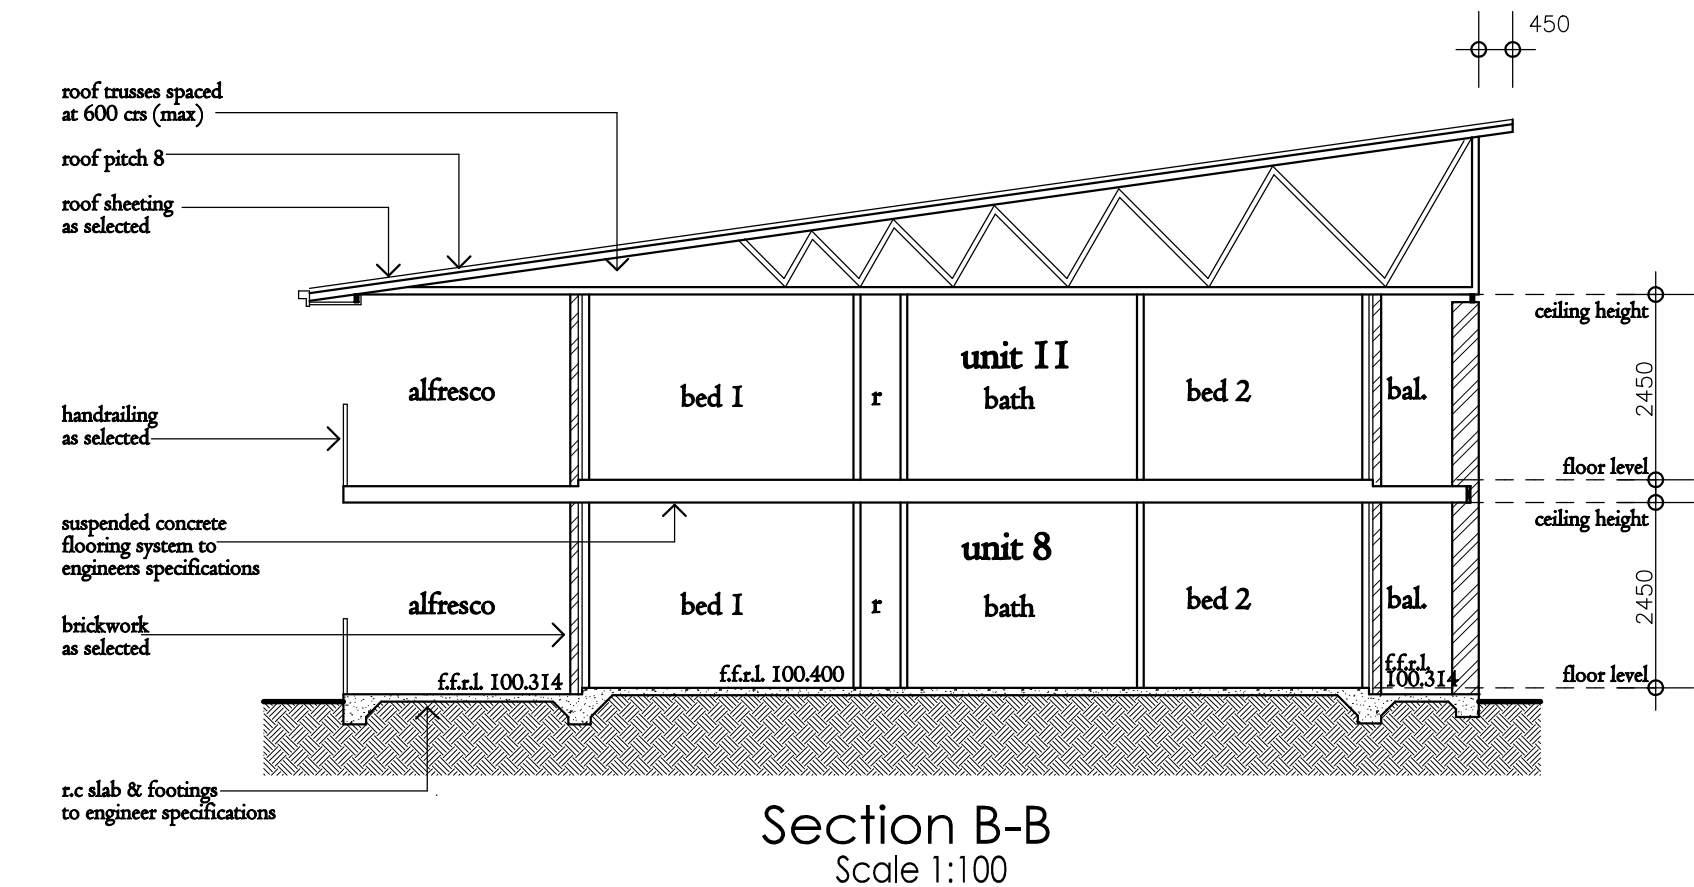 450
roof trusses spaced
at 600 crs (max)
roof pitch 8
roof sheeting
as selected
ceiling height
unit 11
alfresco
bed 1
r
bath
bed 2
bal.
2450
handrailing
as selected
floor level
suspended concrete
flooring system to
engineers specifications
ceiling height
unit 8
alfresco
bed 1
r
bath
bed 2
bal.
2450
brickwork
as selected
f.f.r.l. 100.314
f.f.r.l. 100.400
f.f.r.l.
100.314
floor level
r.c slab & footings
to engineer specifications
Section B-B
Scale 1:100